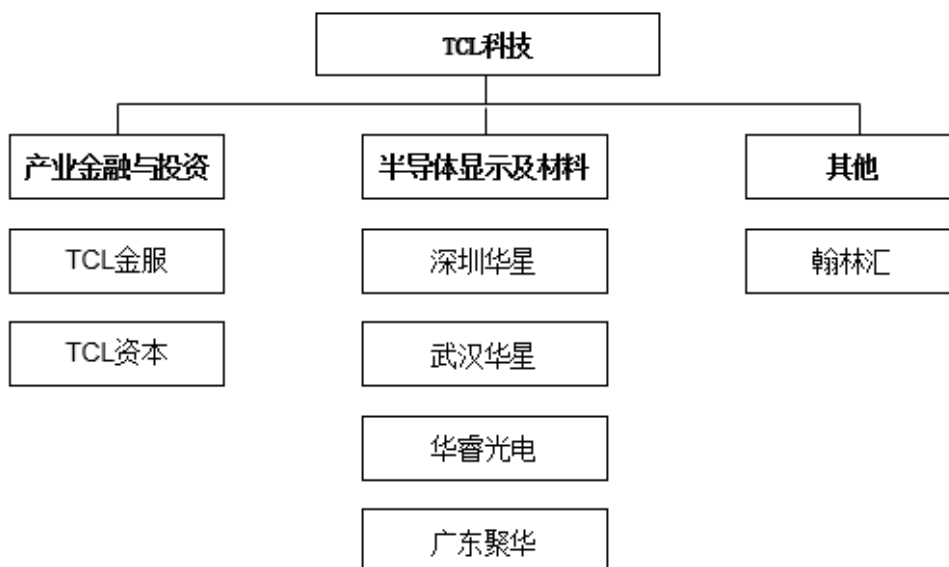 TCL科技
产业金融与投资
半导体显示及材料
其他
TCL金服
深圳华星
翰林汇
TCL资本
武汉华星
华睿光电
广东聚华